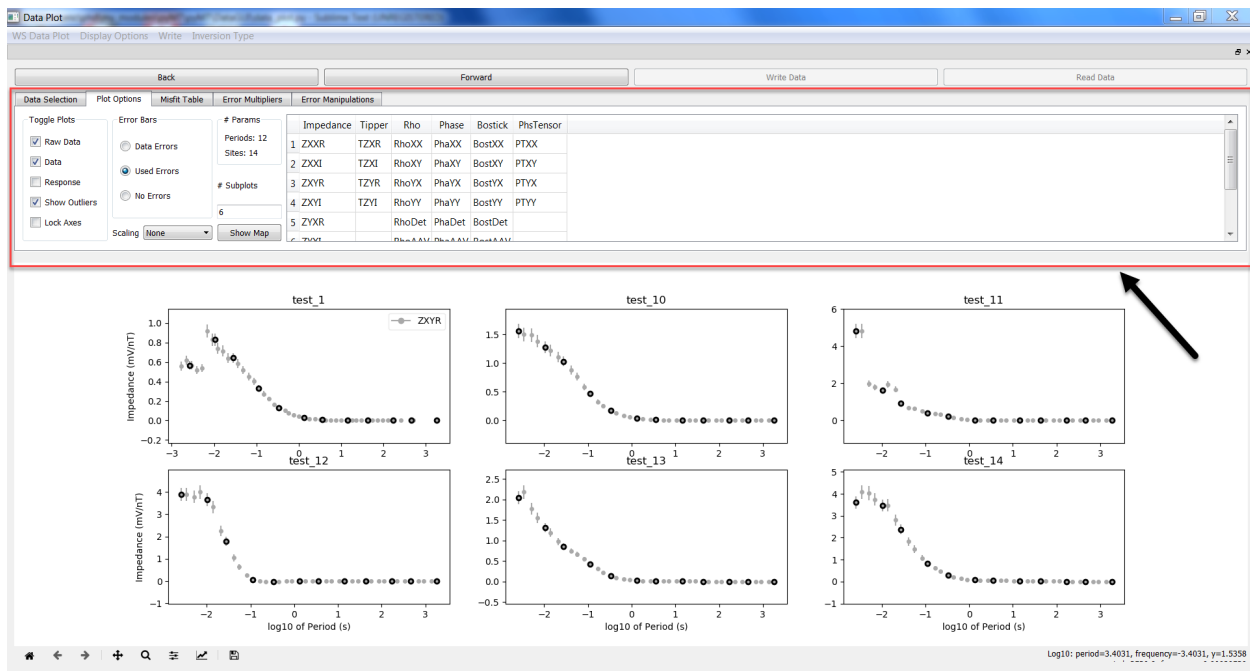 Data Plot
WS Data Plot Display Options Write Inversion Type
Back Forward Write Data Read Data
Data Selection Plot Options Misfit Table Error Multipliers Error Manipulations
Toggle Plots
Raw Data
Data
Response
Show Outliers
Lock Axes
Error Bars
Data Errors
Used Errors
No Errors
Scaling None
# Params
Periods: 12
Sites: 14
# Subplots
6
Show Map
Impedance Tipper Rho Phase Bostick PhsTensor
1 ZXXR TZXR RhoXX PhaXX BostXX PTXX
2 ZXXI TZXI RhoXY PhaXY BostXY PTXY
3 ZXYR TZYR RhoYX PhaYX BostYX PTYX
4 ZXYI TZYI RhoYY PhaYY BostYY PTYY
5 ZYXR RhoDet PhaDet BostDet
6 ZYXI RhoAAV PhaAAV BostAAV
test_1
Impedance (mV/nT)
1.0
0.8
0.6
0.4
0.2
0.0
−0.2
−3 −2 −1 0 1 2 3
ZXYR
test_10
1.5
1.0
0.5
0.0
−2 −1 0 1 2 3
test_11
6
4
2
0
−2 −1 0 1 2 3
test_12
Impedance (mV/nT)
4
3
2
1
0
−1
−2 −1 0 1 2 3
log10 of Period (s)
test_13
2.5
2.0
1.5
1.0
0.5
0.0
−0.5
−2 −1 0 1 2 3
log10 of Period (s)
test_14
5
4
3
2
1
0
−1
−2 −1 0 1 2 3
log10 of Period (s)
Log10: period=3.4031, frequency=-3.4031, y=1.5358